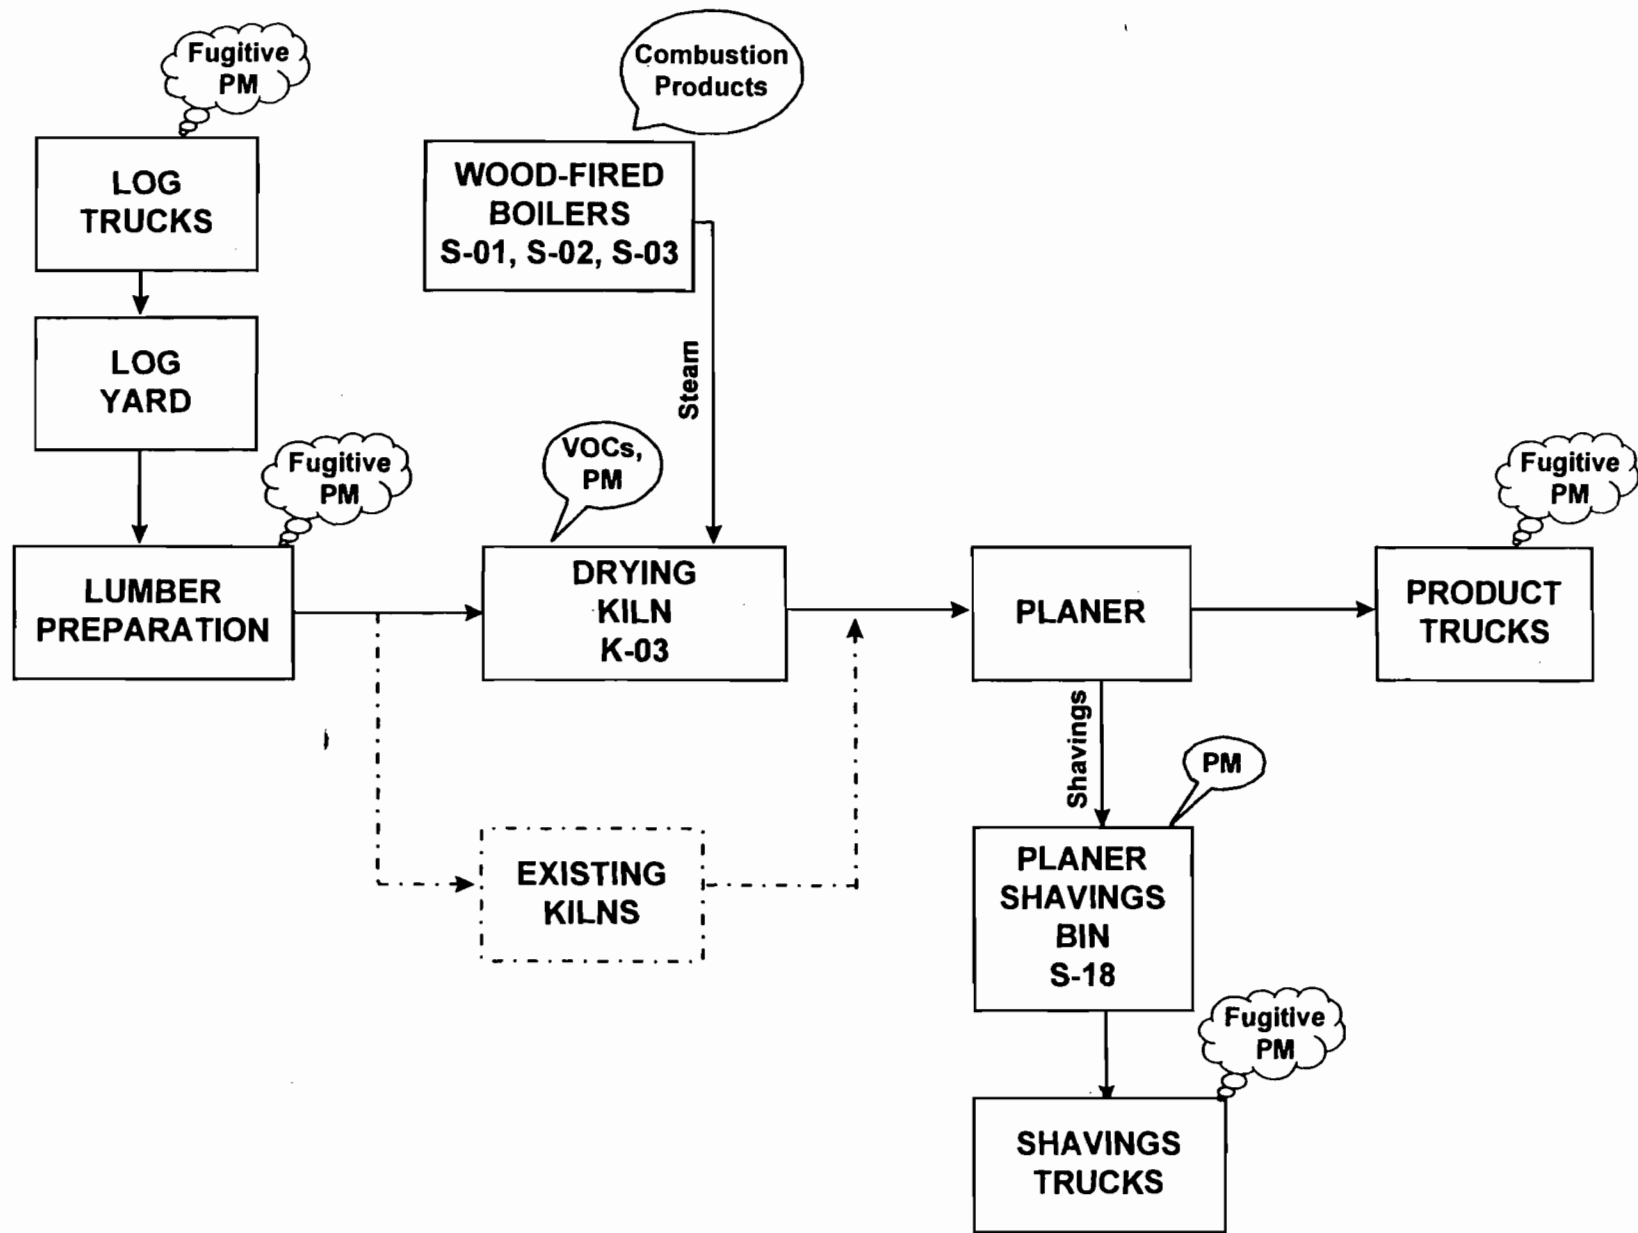 Fugitive
PM
Combustion
Products
LOG
TRUCKS
WOOD-FIRED
BOILERS
S-01, S-02, S-03
LOG
YARD
Steam
Fugitive
PM
VOCs,
PM
Fugitive
PM
LUMBER
PREPARATION
DRYING
KILN
K-03
PLANER
PRODUCT
TRUCKS
Shavings
PM
EXISTING
KILNS
PLANER
SHAVINGS
BIN
S-18
Fugitive
PM
SHAVINGS
TRUCKS